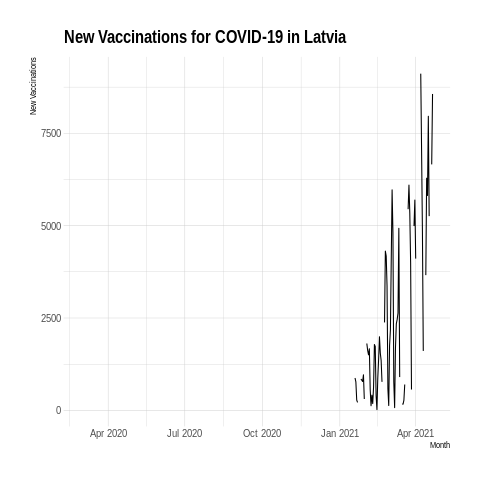 New Vaccinations for COVID-19 in Latvia
New Vaccinations
7500
5000
2500
0
Apr 2020 Jul 2020 Oct 2020 Jan 2021 Apr 2021
Month